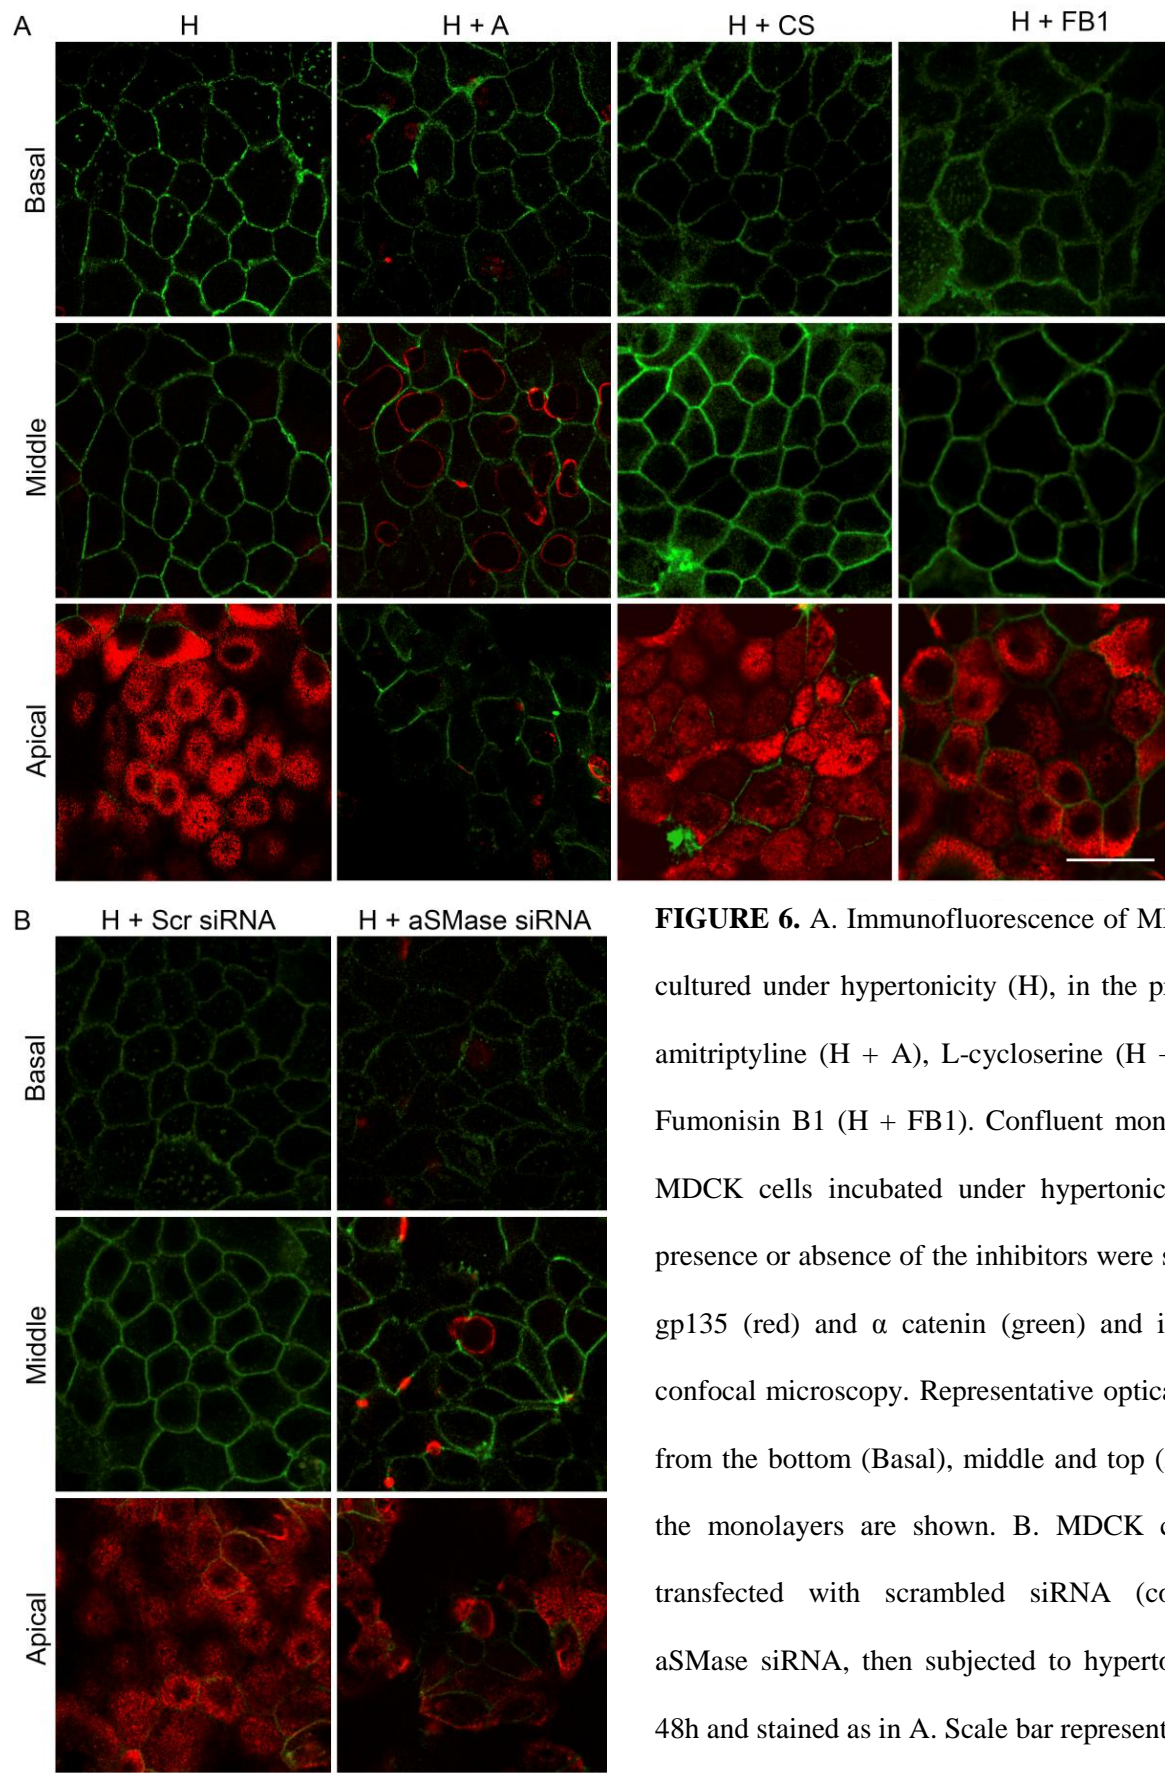 A
H
H + A
H + CS
H + FB1
Basal
Middle
Apical
B
H + Scr siRNA
H + aSMase siRNA
Basal
Middle
Apical
FIGURE 6. A. Immunofluorescence of
cultured under hypertonicity (H), in the
amitriptyline (H + A), L-cycloserine (H
Fumonisin B1 (H + FB1). Confluent
MDCK cells incubated under
presence or absence of the inhibitors were
gp135 (red) and α catenin (green) and
confocal microscopy. Representative
from the bottom (Basal), middle and top (
the monolayers are shown. B. MDCK
transfected with scrambled siRNA
aSMase siRNA, then subjected to
48h and stained as in A. Scale bar